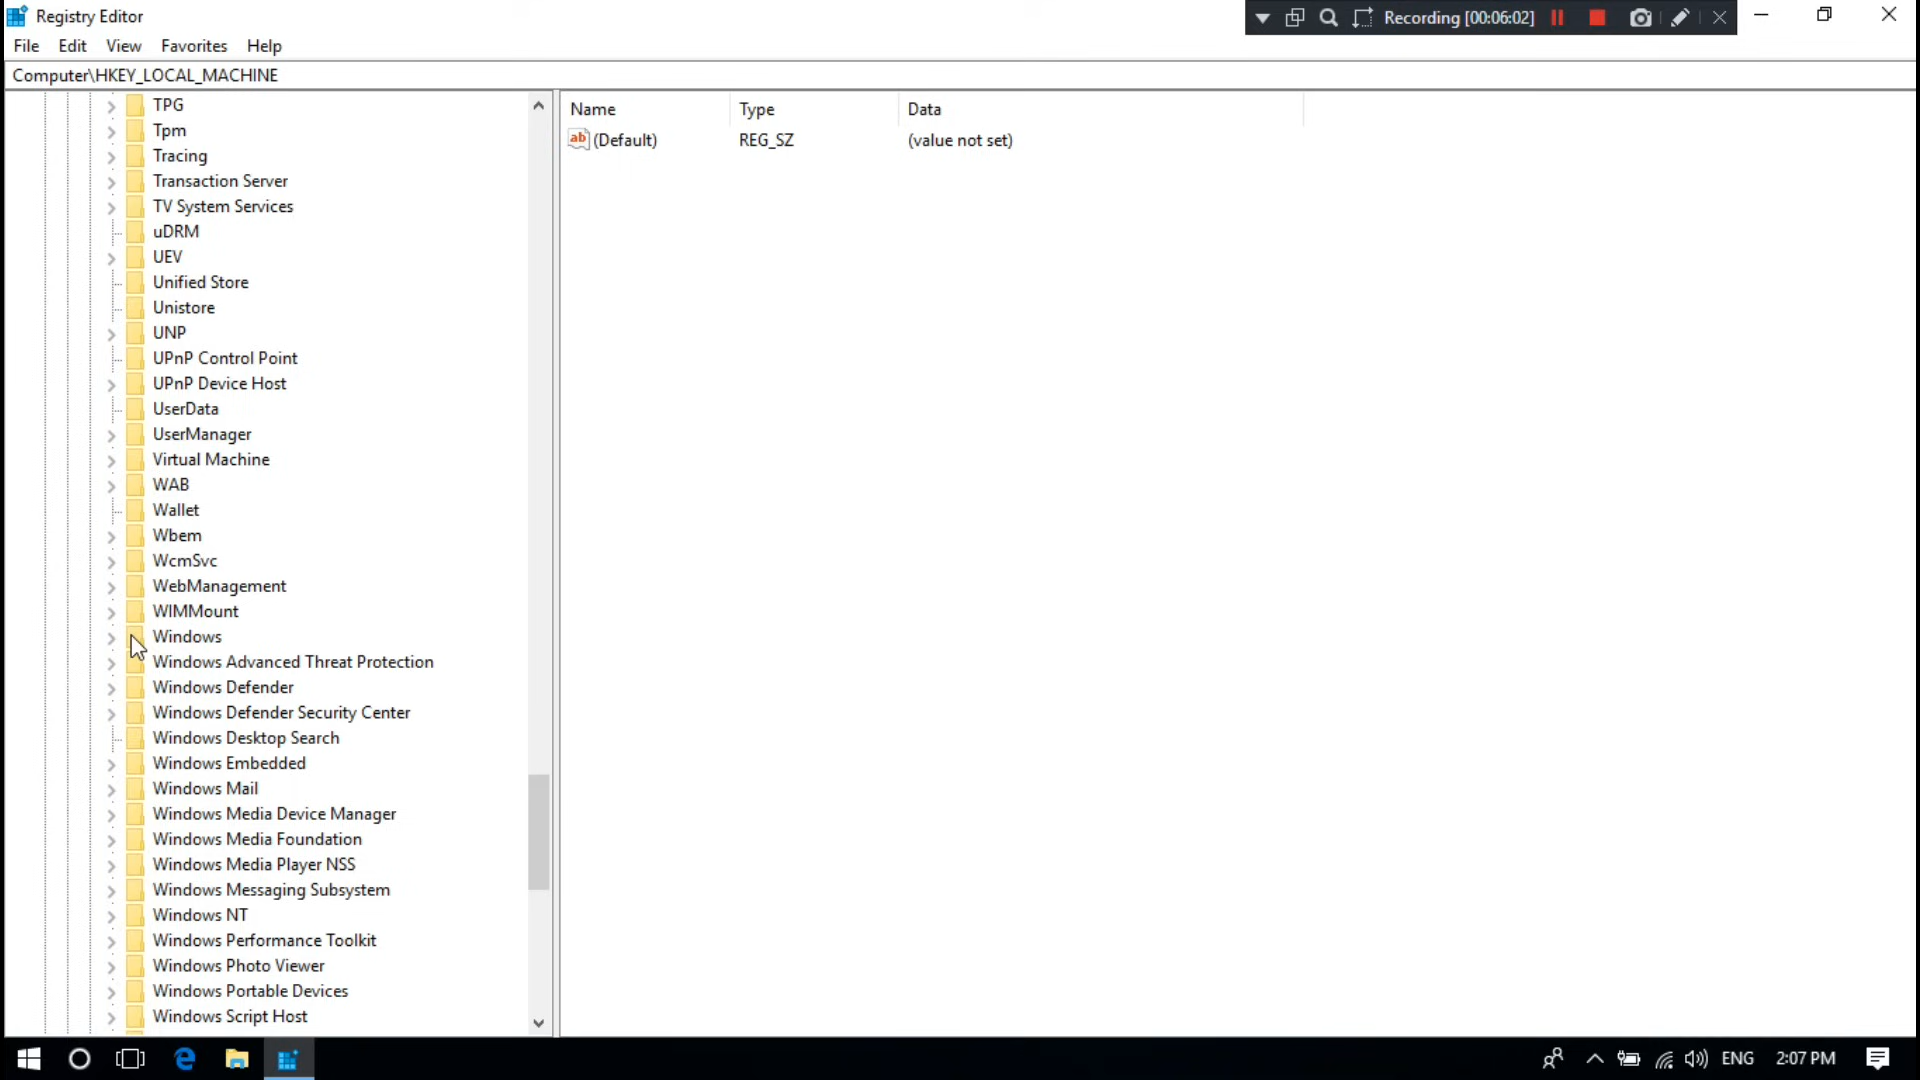 Registry Editor
Recording [00:06:02]
File Edit View Favorites Help
Computer\HKEY_LOCAL_MACHINE
TPG
Tpm
Tracing
Transaction Server
TV System Services
uDRM
UEV
Unified Store
Unistore
UNP
UPnP Control Point
UPnP Device Host
UserData
UserManager
Virtual Machine
WAB
Wallet
Wbem
WcmSvc
WebManagement
WIMMount
Windows
Windows Advanced Threat Protection
Windows Defender
Windows Defender Security Center
Windows Desktop Search
Windows Embedded
Windows Mail
Windows Media Device Manager
Windows Media Foundation
Windows Media Player NSS
Windows Messaging Subsystem
Windows NT
Windows Performance Toolkit
Windows Photo Viewer
Windows Portable Devices
Windows Script Host
Name Type Data
ab (Default) REG_SZ (value not set)
ENG 2:07 PM